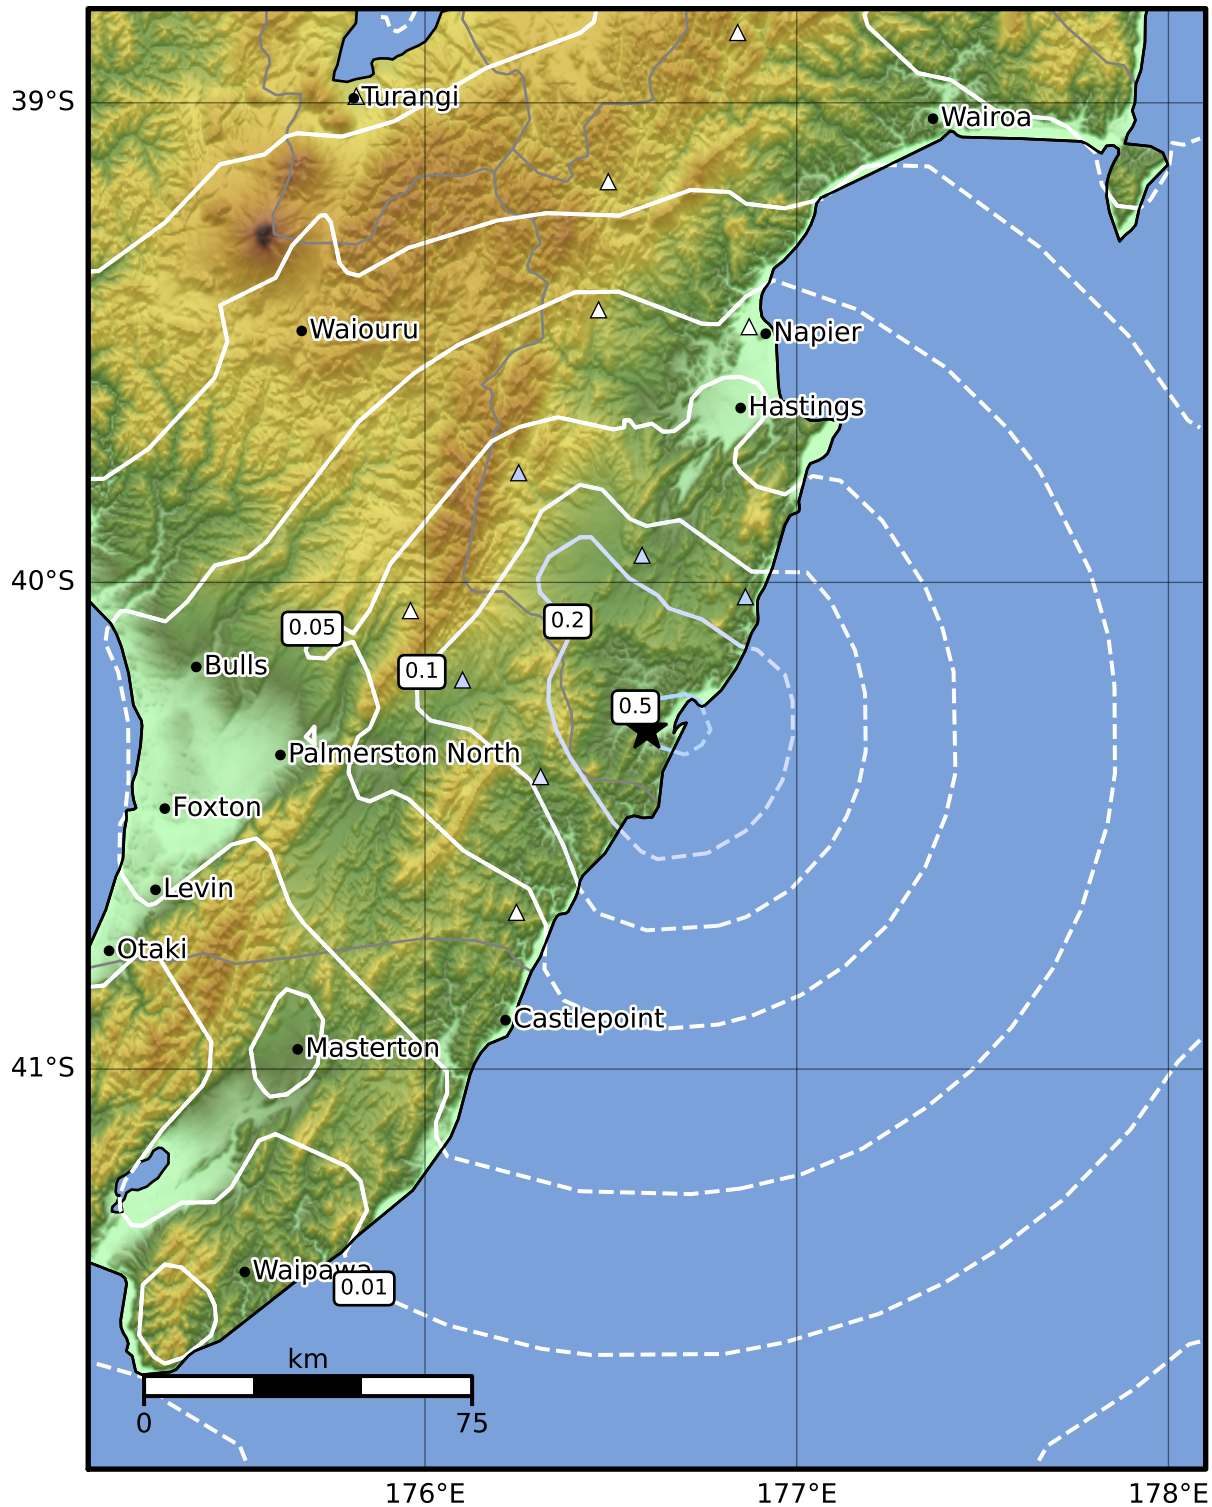 39°S
Turangi
Wairoa
Waiouru
Napier
Hastings
40°S
0.05
0.2
0.1
Bulls
0.5
Palmerston North
Foxton
Levin
Otaki
Castlepoint
Masterton
41°S
Waipawa
0.01
km
0
75
176°E
177°E
178°E